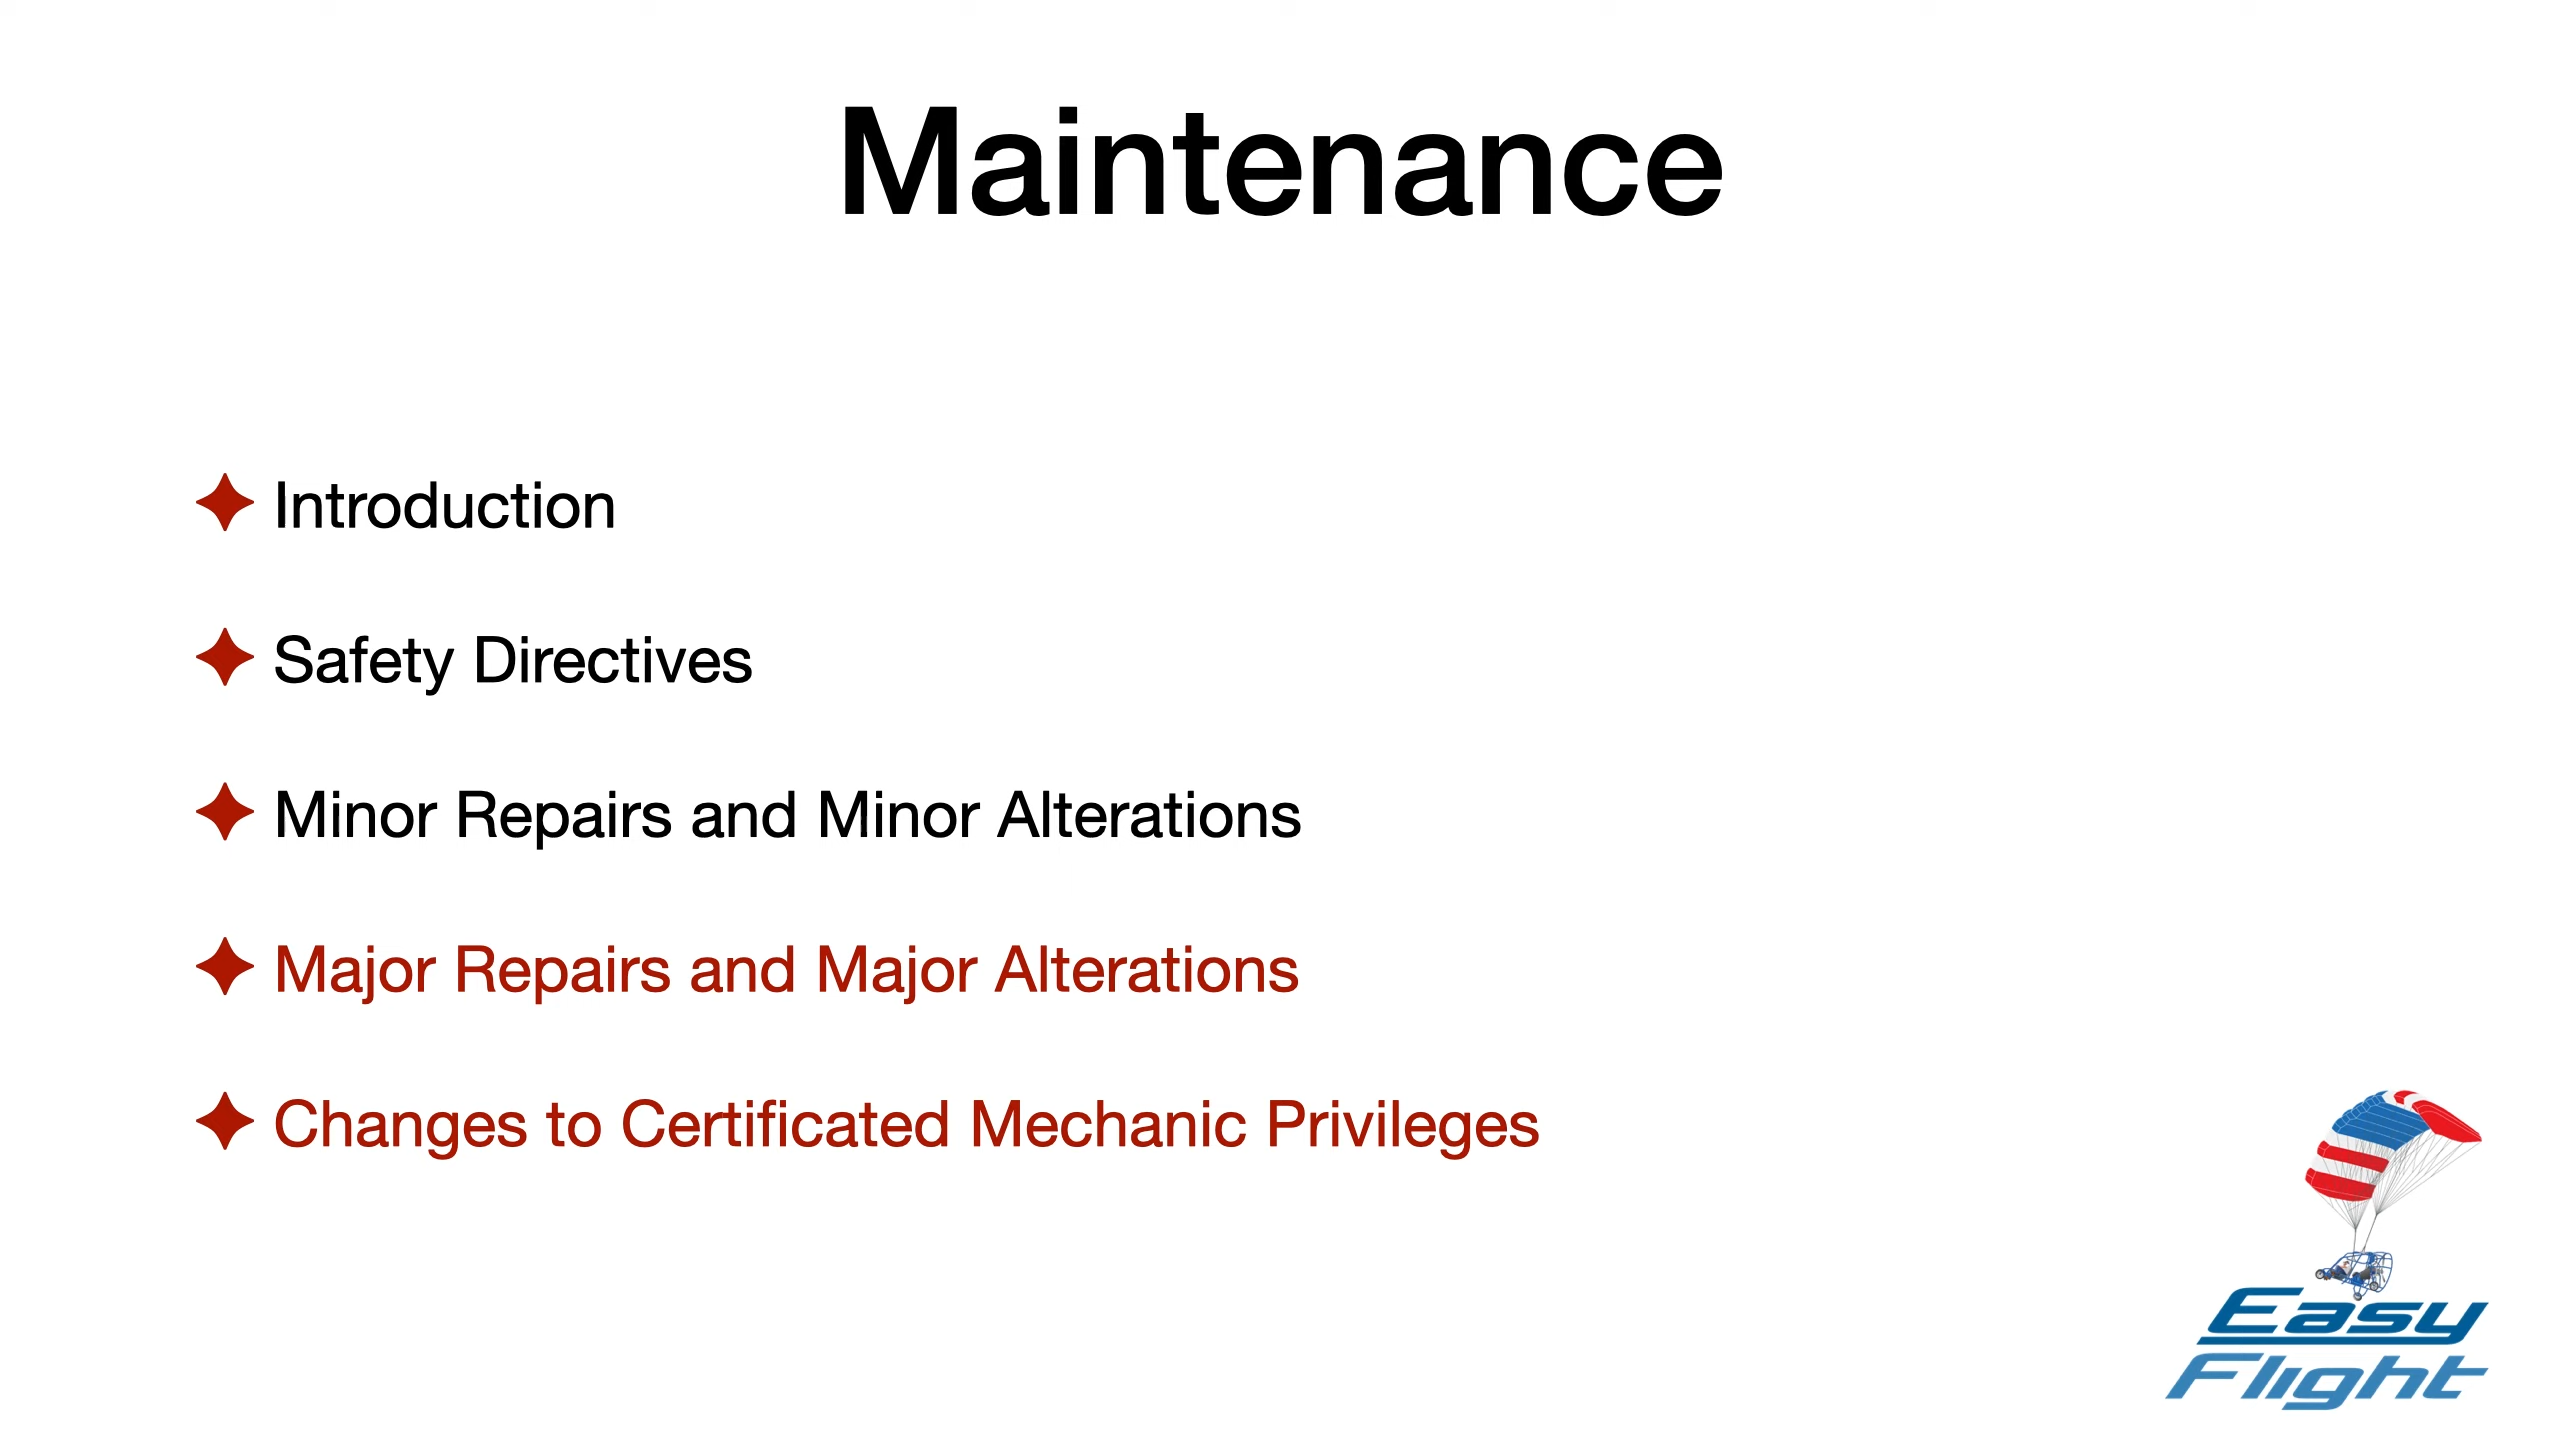 Maintenance
Introduction
Safety Directives
Minor Repairs and Minor Alterations
Major Repairs and Major Alterations
Changes to Certificated Mechanic Privileges
Easy
Flight